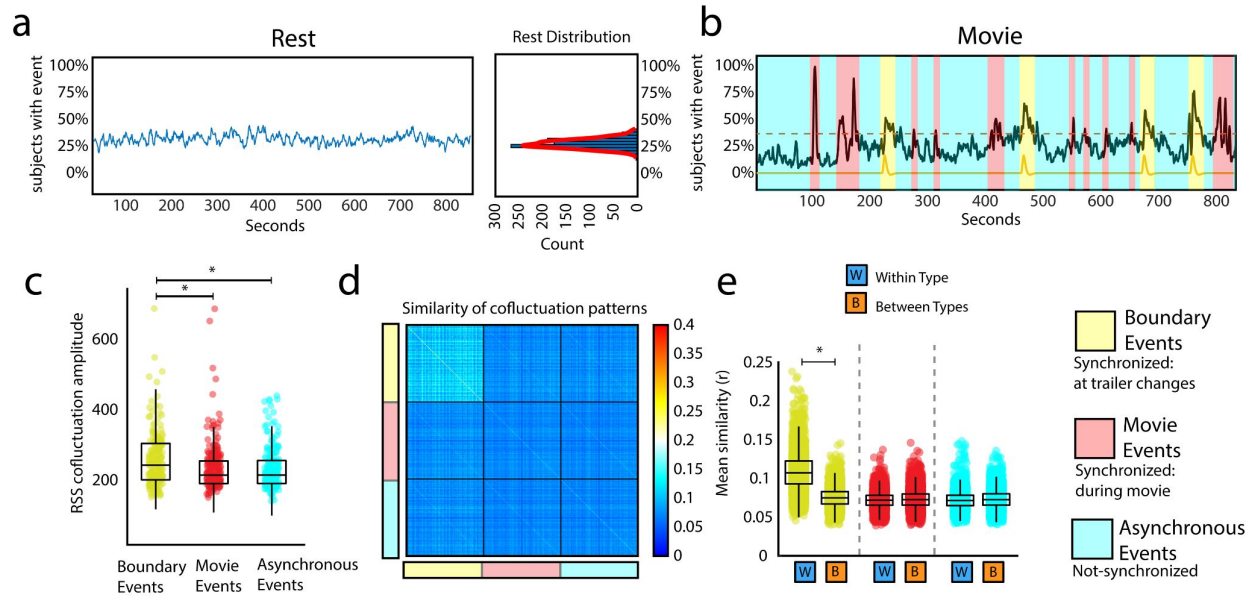 a
Rest
subjects with event
100%
75%
50%
25%
0%
100 200 300 400 500 600 700 800
Seconds
Rest Distribution
100%
75%
50%
25%
0%
300 250 200 150 100 50 0
Count
b
Movie
subjects with event
100%
75%
50%
25%
0%
100 200 300 400 500 600 700 800
Seconds
c
RSS cofluctuation amplitude
600
400
200
* 
*
Boundary Events
Movie Events
Asynchronous Events
d
Similarity of cofluctuation patterns
0.4
0.35
0.3
0.25
0.2
0.15
0.1
0.05
0
e
W Within Type
B Between Types
Mean similarity (r)
0.25
0.2
0.15
0.1
0.05
0
*
W B W B W B
Boundary
Events
Synchronized:
at trailer changes
Movie
Events
Synchronized:
during movie
Asynchronous
Events
Not-synchronized